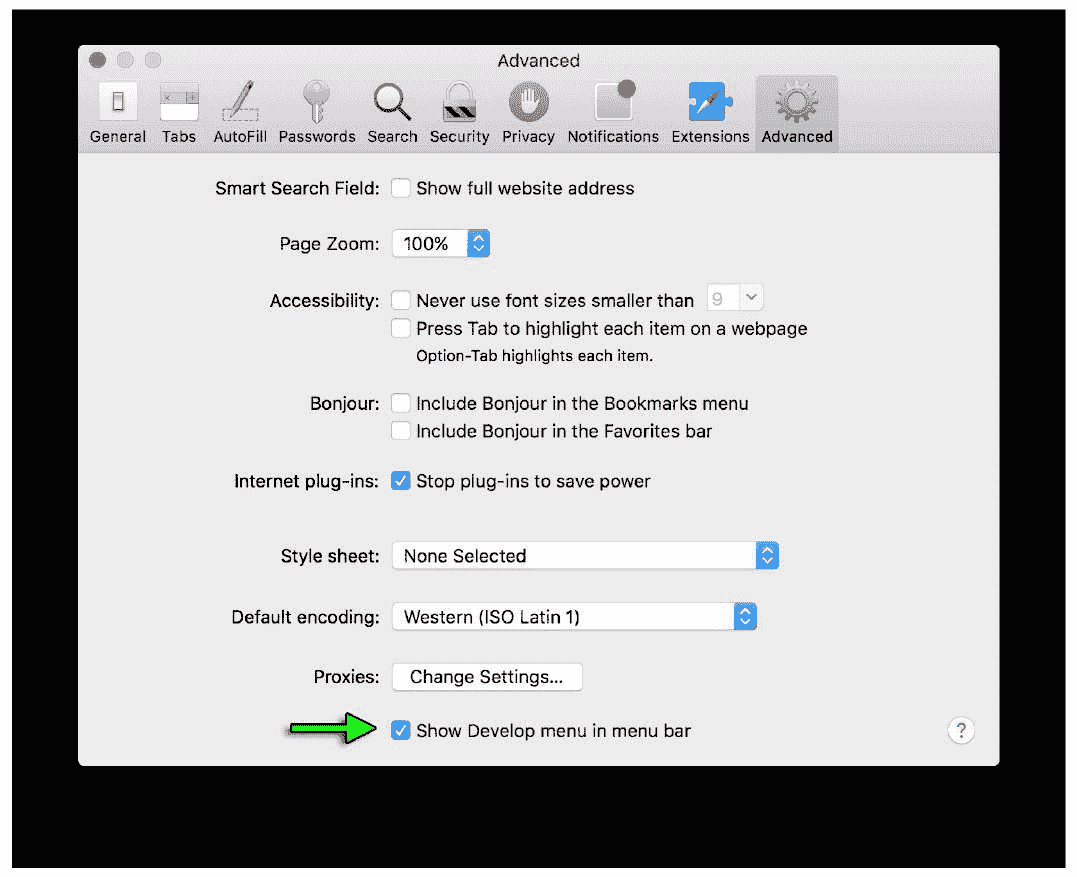 Advanced
General Tabs AutoFill Passwords Search Security Privacy Notifications Extensions Advanced
Smart Search Field: Show full website address
Page Zoom: 100%
Accessibility: Never use font sizes smaller than 9
Press Tab to highlight each item on a webpage
Option-Tab highlights each item.
Bonjour: Include Bonjour in the Bookmarks menu
Include Bonjour in the Favorites bar
Internet plug-ins: Stop plug-ins to save power
Style sheet: None Selected
Default encoding: Western (ISO Latin 1)
Proxies: Change Settings...
Show Develop menu in menu bar ?